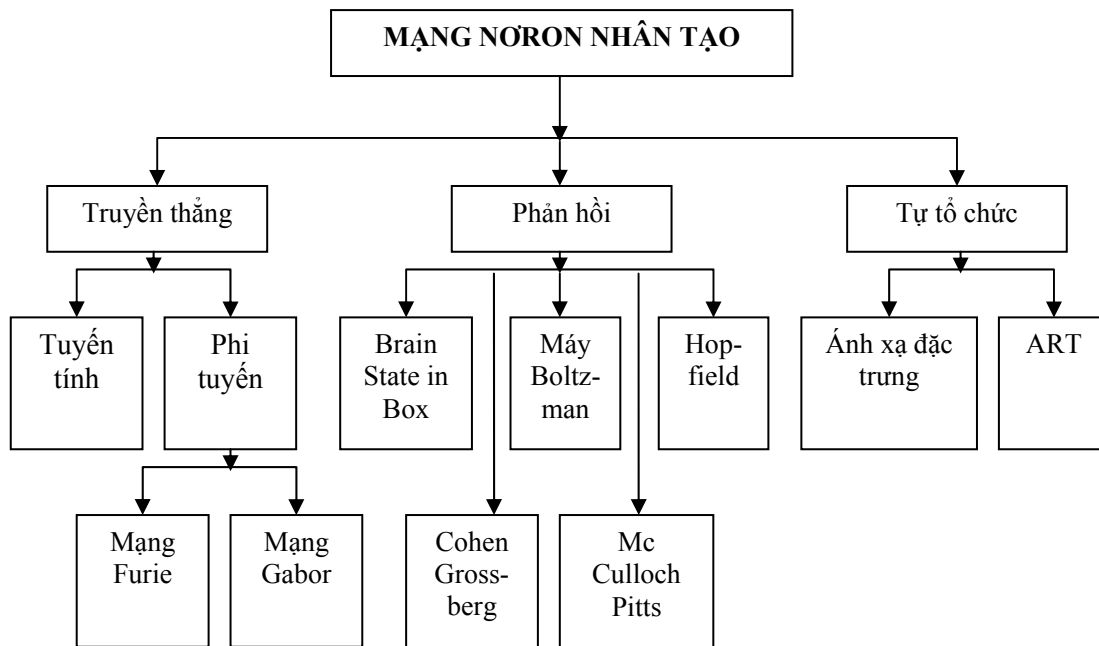 MẠNG NƠRON NHÂN TẠO
Truyền thẳng
Phản hồi
Tự tổ chức
Tuyến
tính
Phi
tuyến
Brain
State in
Box
Máy
Boltz-
man
Hop-
field
Ánh xạ đặc
trưng
ART
Mạng
Furie
Mạng
Gabor
Cohen
Gross-
berg
Mc
Culloch
Pitts